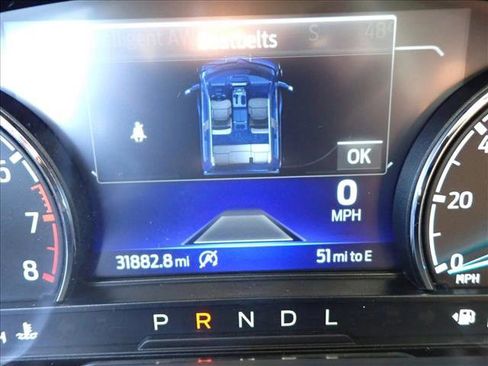 Seatbelts S 48
OK
0
MPH
31882.8 mi 51 mi to E
P R N D L
7
8
20
0
MPH